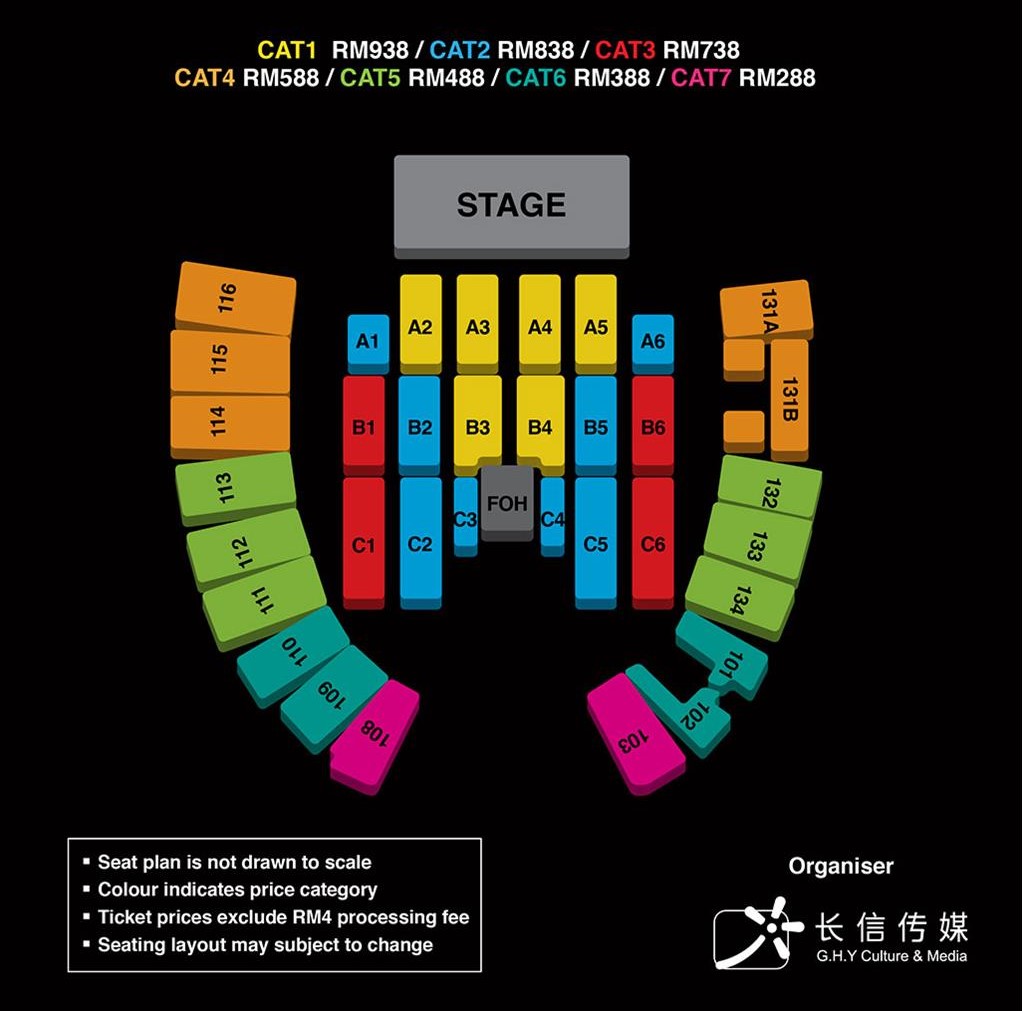 CAT1 RM938 / CAT2 RM838 / CAT3 RM738
CAT4 RM588 / CAT5 RM488 / CAT6 RM388 / CAT7 RM288
STAGE
116
115
114
113
112
111
110
109
108
A1
A2
A3
A4
A5
A6
B1
B2
B3
B4
B5
B6
C1
C2
C3
FOH
C4
C5
C6
131A
131B
132
133
134
101
102
103
▪ Seat plan is not drawn to scale
▪ Colour indicates price category
▪ Ticket prices exclude RM4 processing fee
▪ Seating layout may subject to change
Organiser
长信传媒
G.H.Y Culture & Media